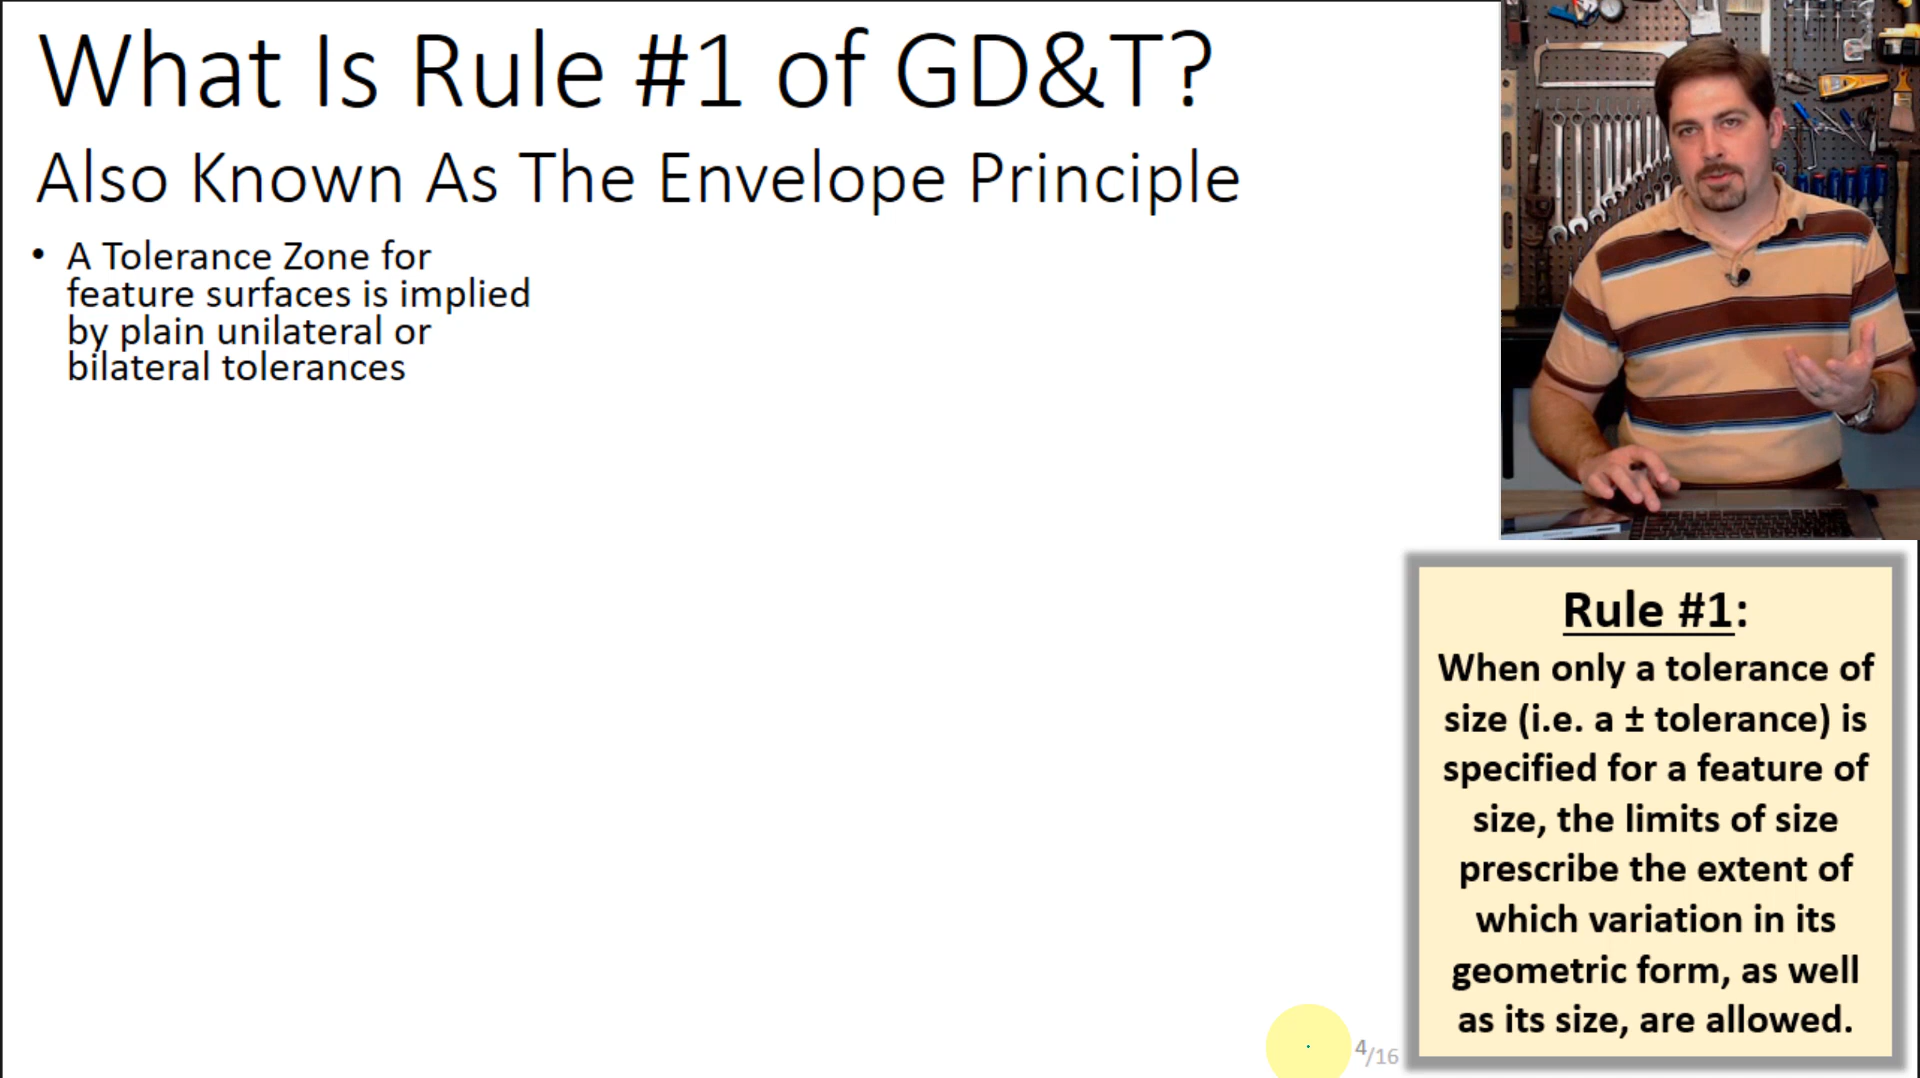 What Is Rule #1 of GD&T?
Also Known As The Envelope Principle
• A Tolerance Zone for
feature surfaces is implied
by plain unilateral or
bilateral tolerances
Rule #1:
When only a tolerance of
size (i.e. a ± tolerance) is
specified for a feature of
size, the limits of size
prescribe the extent of
which variation in its
geometric form, as well
as its size, are allowed.
4/16